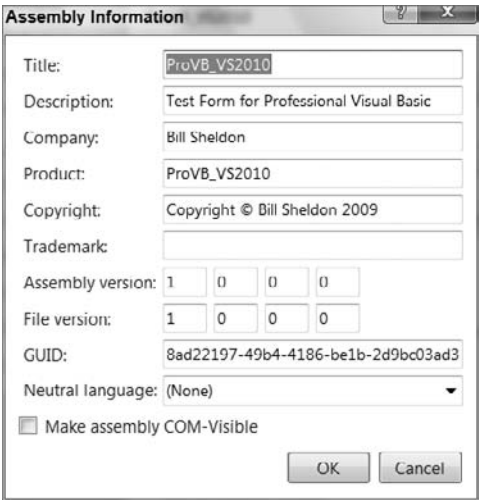 Assembly Information
Title: ProVB_VS2010
Description: Test Form for Professional Visual Basic
Company: Bill Sheldon
Product: ProVB_VS2010
Copyright: Copyright © Bill Sheldon 2009
Trademark:
Assembly version: 1 0 0 0
File version: 1 0 0 0
GUID: 8ad22197-49b4-4186-be1b-2d9bc03ad3
Neutral language: (None)
Make assembly COM-Visible
OK Cancel